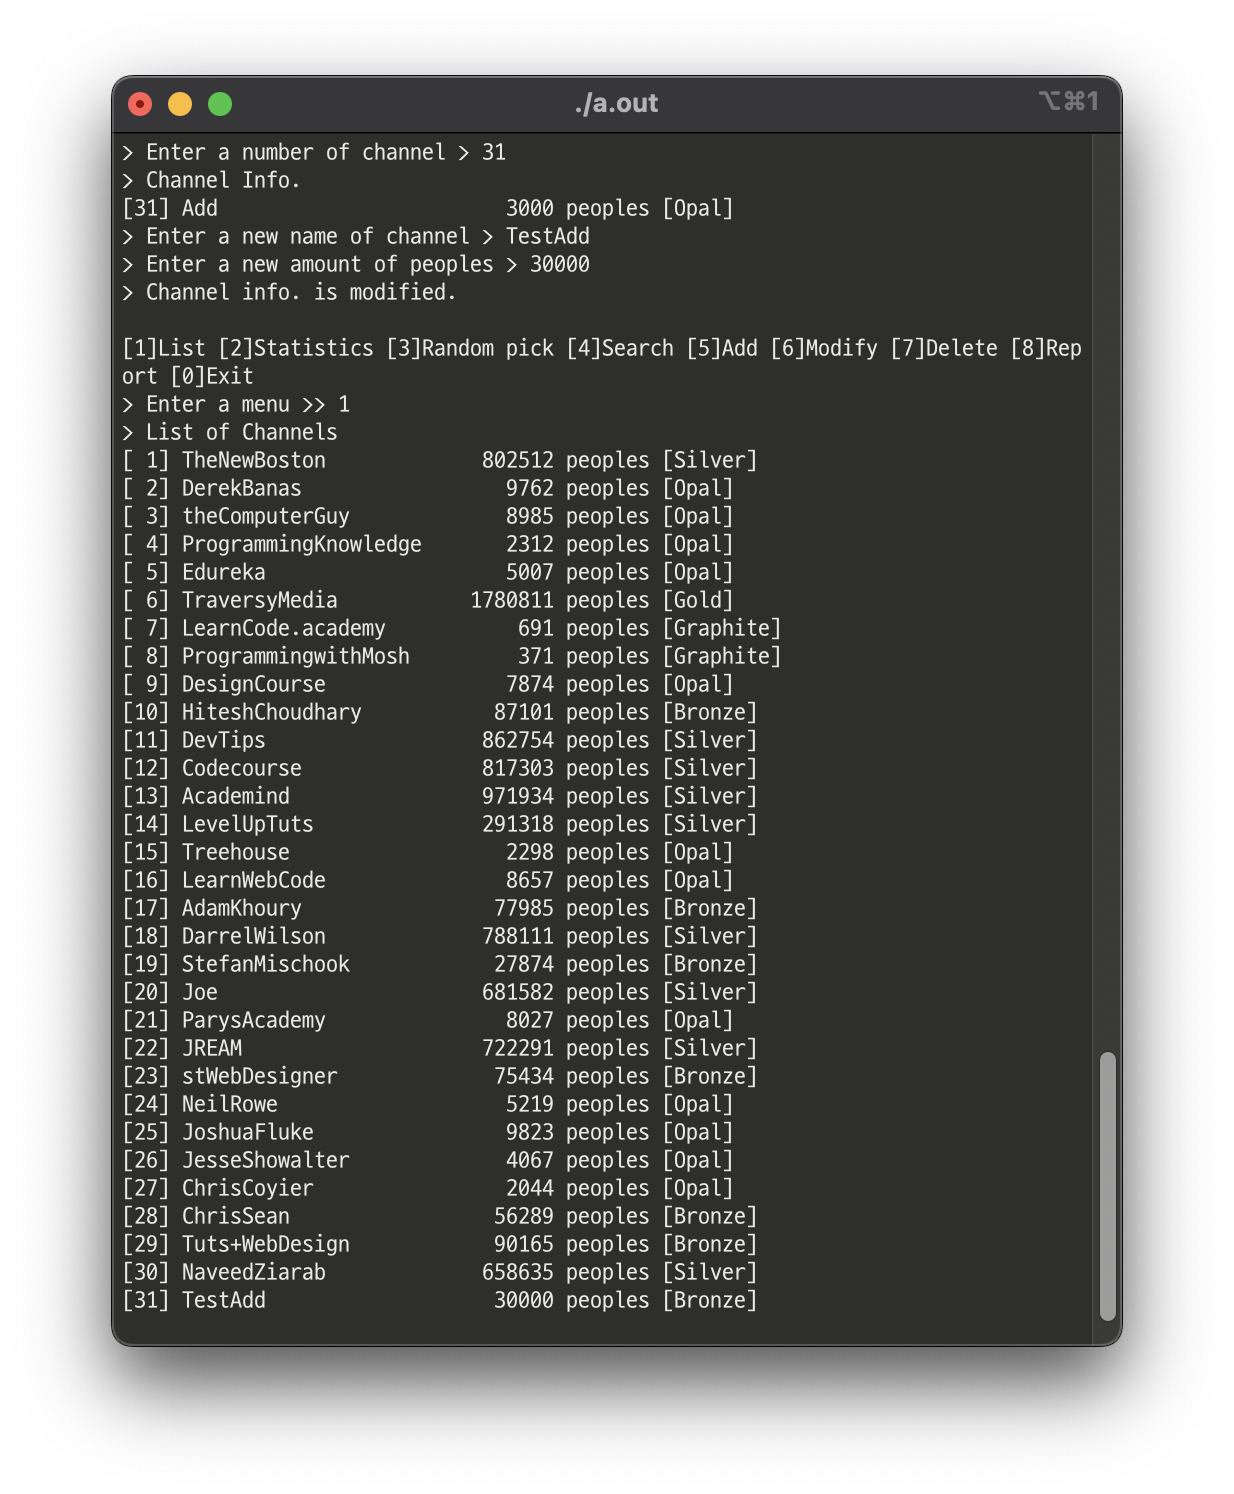 ./a.out
⌥⌘1
> Enter a number of channel > 31
> Channel Info.
[31] Add                        3000 peoples [Opal]
> Enter a new name of channel > TestAdd
> Enter a new amount of peoples > 30000
> Channel info. is modified.
[1]List [2]Statistics [3]Random pick [4]Search [5]Add [6]Modify [7]Delete [8]Rep
ort [0]Exit
> Enter a menu >> 1
> List of Channels
[ 1] TheNewBoston             802512 peoples [Silver]
[ 2] DerekBanas                 9762 peoples [Opal]
[ 3] theComputerGuy             8985 peoples [Opal]
[ 4] ProgrammingKnowledge       2312 peoples [Opal]
[ 5] Edureka                    5007 peoples [Opal]
[ 6] TraversyMedia           1780811 peoples [Gold]
[ 7] LearnCode.academy           691 peoples [Graphite]
[ 8] ProgrammingwithMosh         371 peoples [Graphite]
[ 9] DesignCourse               7874 peoples [Opal]
[10] HiteshChoudhary           87101 peoples [Bronze]
[11] DevTips                  862754 peoples [Silver]
[12] Codecourse               817303 peoples [Silver]
[13] Academind                971934 peoples [Silver]
[14] LevelUpTuts              291318 peoples [Silver]
[15] Treehouse                  2298 peoples [Opal]
[16] LearnWebCode               8657 peoples [Opal]
[17] AdamKhoury                77985 peoples [Bronze]
[18] DarrelWilson             788111 peoples [Silver]
[19] StefanMischook            27874 peoples [Bronze]
[20] Joe                      681582 peoples [Silver]
[21] ParysAcademy               8027 peoples [Opal]
[22] JREAM                    722291 peoples [Silver]
[23] stWebDesigner             75434 peoples [Bronze]
[24] NeilRowe                   5219 peoples [Opal]
[25] JoshuaFluke                9823 peoples [Opal]
[26] JesseShowalter             4067 peoples [Opal]
[27] ChrisCoyier                2044 peoples [Opal]
[28] ChrisSean                 56289 peoples [Bronze]
[29] Tuts+WebDesign            90165 peoples [Bronze]
[30] NaveedZiarab             658635 peoples [Silver]
[31] TestAdd                   30000 peoples [Bronze]